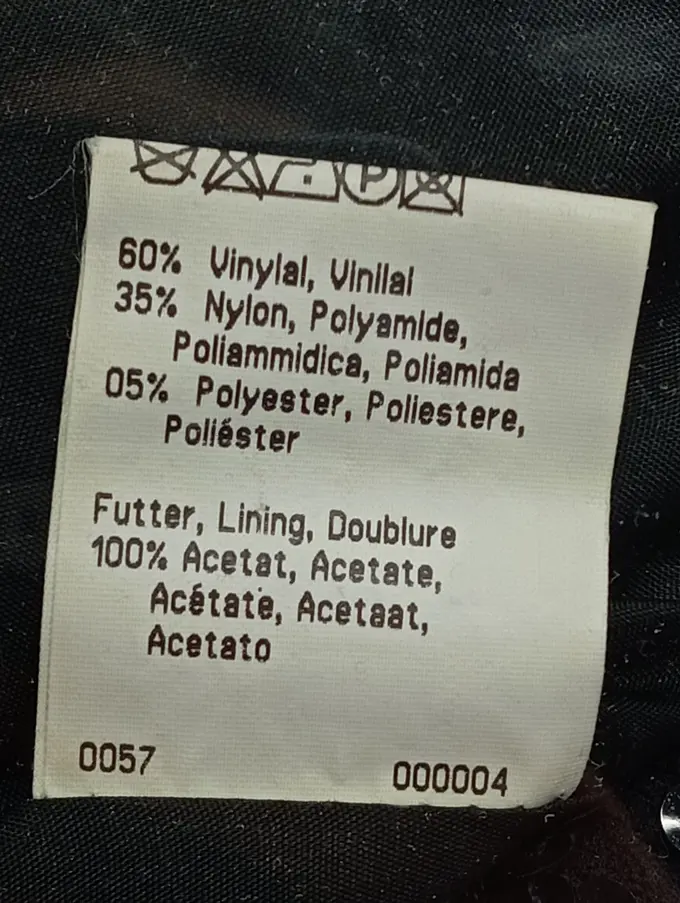 P
60% Vinylal, Vinilal
35% Nylon, Polyamide,
Poliammidica, Poliamida
05% Polyester, Poliestere,
Poliéster
Futter, Lining, Doublure
100% Acetat, Acetate,
Acétate, Acetaat,
Acetato
0057 000004